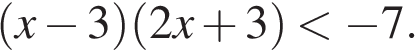 (x − 3)(2x + 3) < −7.